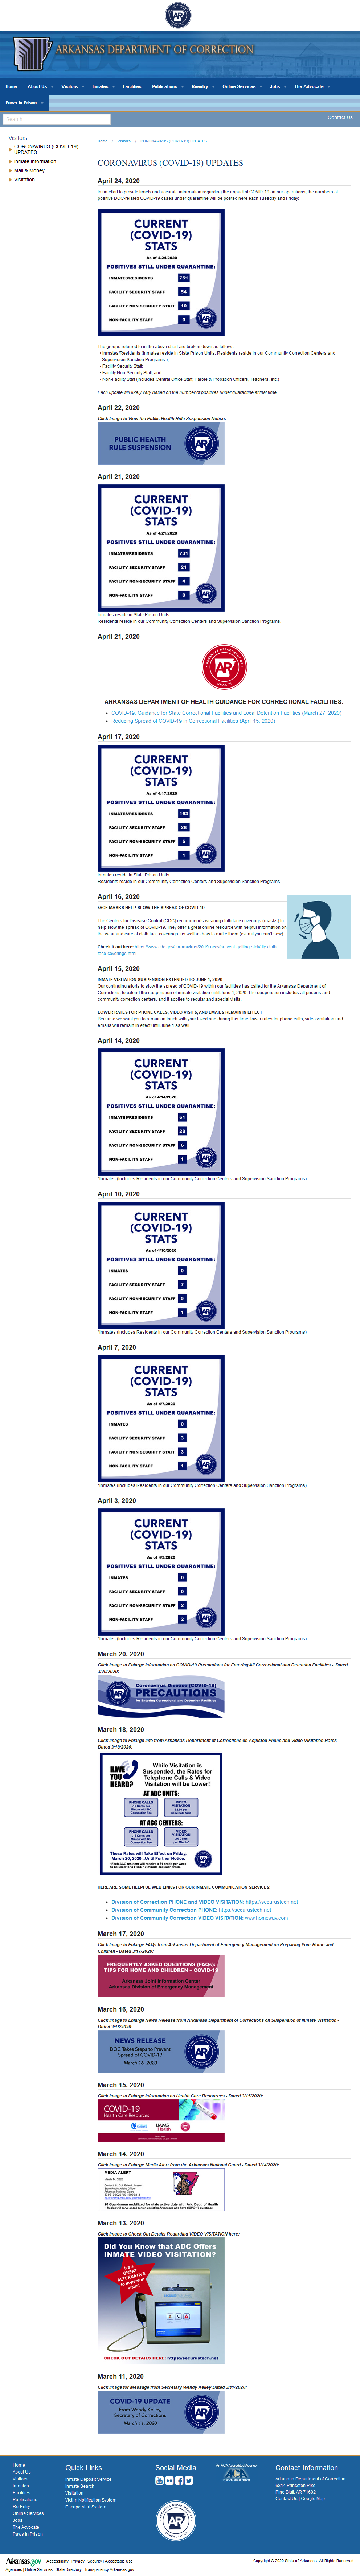 ARKANSAS DEPARTMENT OF CORRECTION
Home About Us Visitors Inmates Facilities Publications Reentry Online Services Jobs The Advocate
Paws in Prison
Contact Us
Visitors
CORONAVIRUS (COVID-19) UPDATES
Inmate Information
Mail & Money
Visitation
Home / Visitors / CORONAVIRUS (COVID-19) UPDATES
CORONAVIRUS (COVID-19) UPDATES
April 24, 2020
In an effort to provide timely and accurate information regarding the impact of COVID-19 on our operations, the numbers of
positive DOC-related COVID-19 cases under quarantine will be posted here each Tuesday and Friday.
CURRENT
(COVID-19)
STATS
As of 4/24/2020
POSITIVES UNDER QUARANTINE:
INMATES/RESIDENTS 751
FACILITY SECURITY STAFF 54
FACILITY NON-SECURITY STAFF 10
NON-FACILITY STAFF 0
The groups referred to in the above chart are broken down as follows:
• Inmates/Residents (Inmates reside in State Prison Units. Residents reside in our Community Correction Centers and
Supervision Sanction Programs.);
• Facility Security Staff;
• Facility Non-Security Staff; and
• Non-Facility Staff (Includes Central Office Staff, Parole & Probation Officers, Teachers, etc.)
Each update will likely vary based on the number of positives under quarantine at that time.
April 22, 2020
Click Image to View the Public Health Rule Suspension Notice:
PUBLIC HEALTH
RULE SUSPENSION
April 21, 2020
CURRENT
(COVID-19)
STATS
As of 4/21/2020
POSITIVES UNDER QUARANTINE:
INMATES/RESIDENTS 731
FACILITY SECURITY STAFF 21
FACILITY NON-SECURITY STAFF 4
NON-FACILITY STAFF 0
Inmates reside in State Prison Units.
Residents reside in our Community Correction Centers and Supervision Sanction Programs.
April 21, 2020
ARKANSAS DEPARTMENT OF HEALTH GUIDANCE FOR CORRECTIONAL FACILITIES:
COVID-19: Guidance for State Correctional Facilities and Local Detention Facilities (March 27, 2020)
Reducing Spread of COVID-19 in Correctional Facilities (April 15, 2020)
April 17, 2020
CURRENT
(COVID-19)
STATS
As of 4/17/2020
POSITIVES UNDER QUARANTINE:
INMATES/RESIDENTS 163
FACILITY SECURITY STAFF 26
FACILITY NON-SECURITY STAFF 5
NON-FACILITY STAFF 1
Inmates reside in State Prison Units.
Residents reside in our Community Correction Centers and Supervision Sanction Programs.
April 16, 2020
FACE MASKS HELP SLOW THE SPREAD OF COVID-19
The Centers of Disease Control (CDC) recommends wearing cloth face coverings (masks) to
help slow the spread of COVID-19. They offer a great online resource with helpful information on
the wear and care of cloth face coverings, as well as how to make them (even if you can't sew).
Check it out here:
April 15, 2020
INMATE VISITATION SUSPENSION EXTENDED TO JUNE 1, 2020
Our continuing efforts to slow the spread of COVID-19 within our facilities has called for the Arkansas Department of
Corrections to extend the suspension of inmate visitation until June 1, 2020. The suspension includes all prisons and
community correction centers, and it applies to regular and special visits.
LOWER RATES FOR PHONE CALLS, VIDEO VISITS, AND EMAILS REMAIN IN EFFECT
Because we want you to remain in touch with your loved one during this time, lower rates for phone calls, video visitation and
emails will remain in effect until June 1 as well.
April 14, 2020
CURRENT
(COVID-19)
STATS
As of 4/14/2020
POSITIVES UNDER QUARANTINE:
INMATES/RESIDENTS 61
FACILITY SECURITY STAFF 20
FACILITY NON-SECURITY STAFF 6
NON-FACILITY STAFF 1
*Inmates (Includes Residents in our Community Correction Centers and Supervision Sanction Programs)
April 10, 2020
CURRENT
(COVID-19)
STATS
As of 4/10/2020
INMATES 0
FACILITY SECURITY STAFF 7
FACILITY NON-SECURITY STAFF 5
NON-FACILITY STAFF 1
*Inmates (Includes Residents in our Community Correction Centers and Supervision Sanction Programs)
April 7, 2020
CURRENT
(COVID-19)
STATS
As of 4/7/2020
INMATES 0
FACILITY SECURITY STAFF 3
FACILITY NON-SECURITY STAFF 3
NON-FACILITY STAFF 1
*Inmates (Includes Residents in our Community Correction Centers and Supervision Sanction Programs)
April 3, 2020
CURRENT
(COVID-19)
STATS
As of 4/3/2020
INMATES 0
FACILITY SECURITY STAFF 0
FACILITY NON-SECURITY STAFF 2
NON-FACILITY STAFF 2
*Inmates (Includes Residents in our Community Correction Centers and Supervision Sanction Programs)
March 20, 2020
Click Image to Enlarge Information on COVID-19 Precautions for Entering All Correctional and Detention Facilities - Dated
3/20/2020:
Coronavirus Disease (COVID-19)
PRECAUTIONS
for Entering Correctional and Detention Facilities
March 18, 2020
Click Image to Enlarge Info from Arkansas Department of Corrections on Adjusted Phone and Video Visitation Rates -
Dated 3/18/2020:
HAVE YOU HEARD?
While Visitation is Suspended,
the Rates for
Telephone Calls & Video
Visitation will be Lower!
AT ADC UNITS:
PHONE CALLS
VIDEO VISITATION
AT ACC CENTERS:
PHONE CALLS
VIDEO VISITATION
These Rates will Take Effect on Friday,
March 20, 2020...Until Further Notice.
HERE ARE SOME HELPFUL WEB LINKS FOR OUR INMATE COMMUNICATION SERVICES:
Division of Correction PHONE and VIDEO VISITATION: https://securustech.net
Division of Community Correction PHONE: https://securustech.net
Division of Community Correction VIDEO VISITATION: www.homewav.com
March 17, 2020
Click Image to Enlarge FAQs from Arkansas Department of Emergency Management on Preparing Your Home and
Children - Dated 3/17/2020:
FREQUENTLY ASKED QUESTIONS (FAQs):
TIPS FOR HOME AND CHILDREN - COVID-19
Arkansas Joint Information Center
Arkansas Division of Emergency Management
March 16, 2020
Click Image to Enlarge News Release from Arkansas Department of Corrections on Suspension of Inmate Visitation -
Dated 3/16/2020:
NEWS RELEASE
DOC Takes Steps to Prevent
Spread of COVID-19
March 16, 2020
March 15, 2020
Click Image to Enlarge Information on Health Care Resources - Dated 3/15/2020:
COVID-19
Health Care Resources
UAMS
Health
March 14, 2020
Click Image to Enlarge Media Alert from the Arkansas National Guard - Dated 3/14/2020:
MEDIA ALERT
30 Guardsmen mobilized for state active duty with Ark. Dept. of Health
March 13, 2020
Click Image to Check Out Details Regarding VIDEO VISITATION here:
Did You Know that ADC Offers
INMATE VIDEO VISITATION?
It's a
GREAT
ALTERNATIVE
to in-person
visits!
CHECK OUT DETAILS HERE: https://securustech.net
March 11, 2020
Click Image for Message from Secretary Wendy Kelley Dated 3/11/2020:
COVID-19 UPDATE
From Wendy Kelley,
Secretary of Corrections
March 11, 2020
Home
About Us
Visitors
Inmates
Facilities
Publications
Re-Entry
Online Services
Jobs
The Advocate
Paws In Prison
Quick Links
Inmate Deposit Service
Inmate Search
Visitation
Victim Notification System
Escape Alert System
Social Media
An ACA Accredited Agency
Contact Information
Arkansas Department of Correction
6814 Princeton Pike
Pine Bluff, AR 71602
Contact Us | Google Map
Arkansas.gov Accessibility | Privacy | Security | Acceptable Use
Copyright © 2020 State of Arkansas. All Rights Reserved.
Agencies | Online Services | State Directory | Transparency.Arkansas.gov